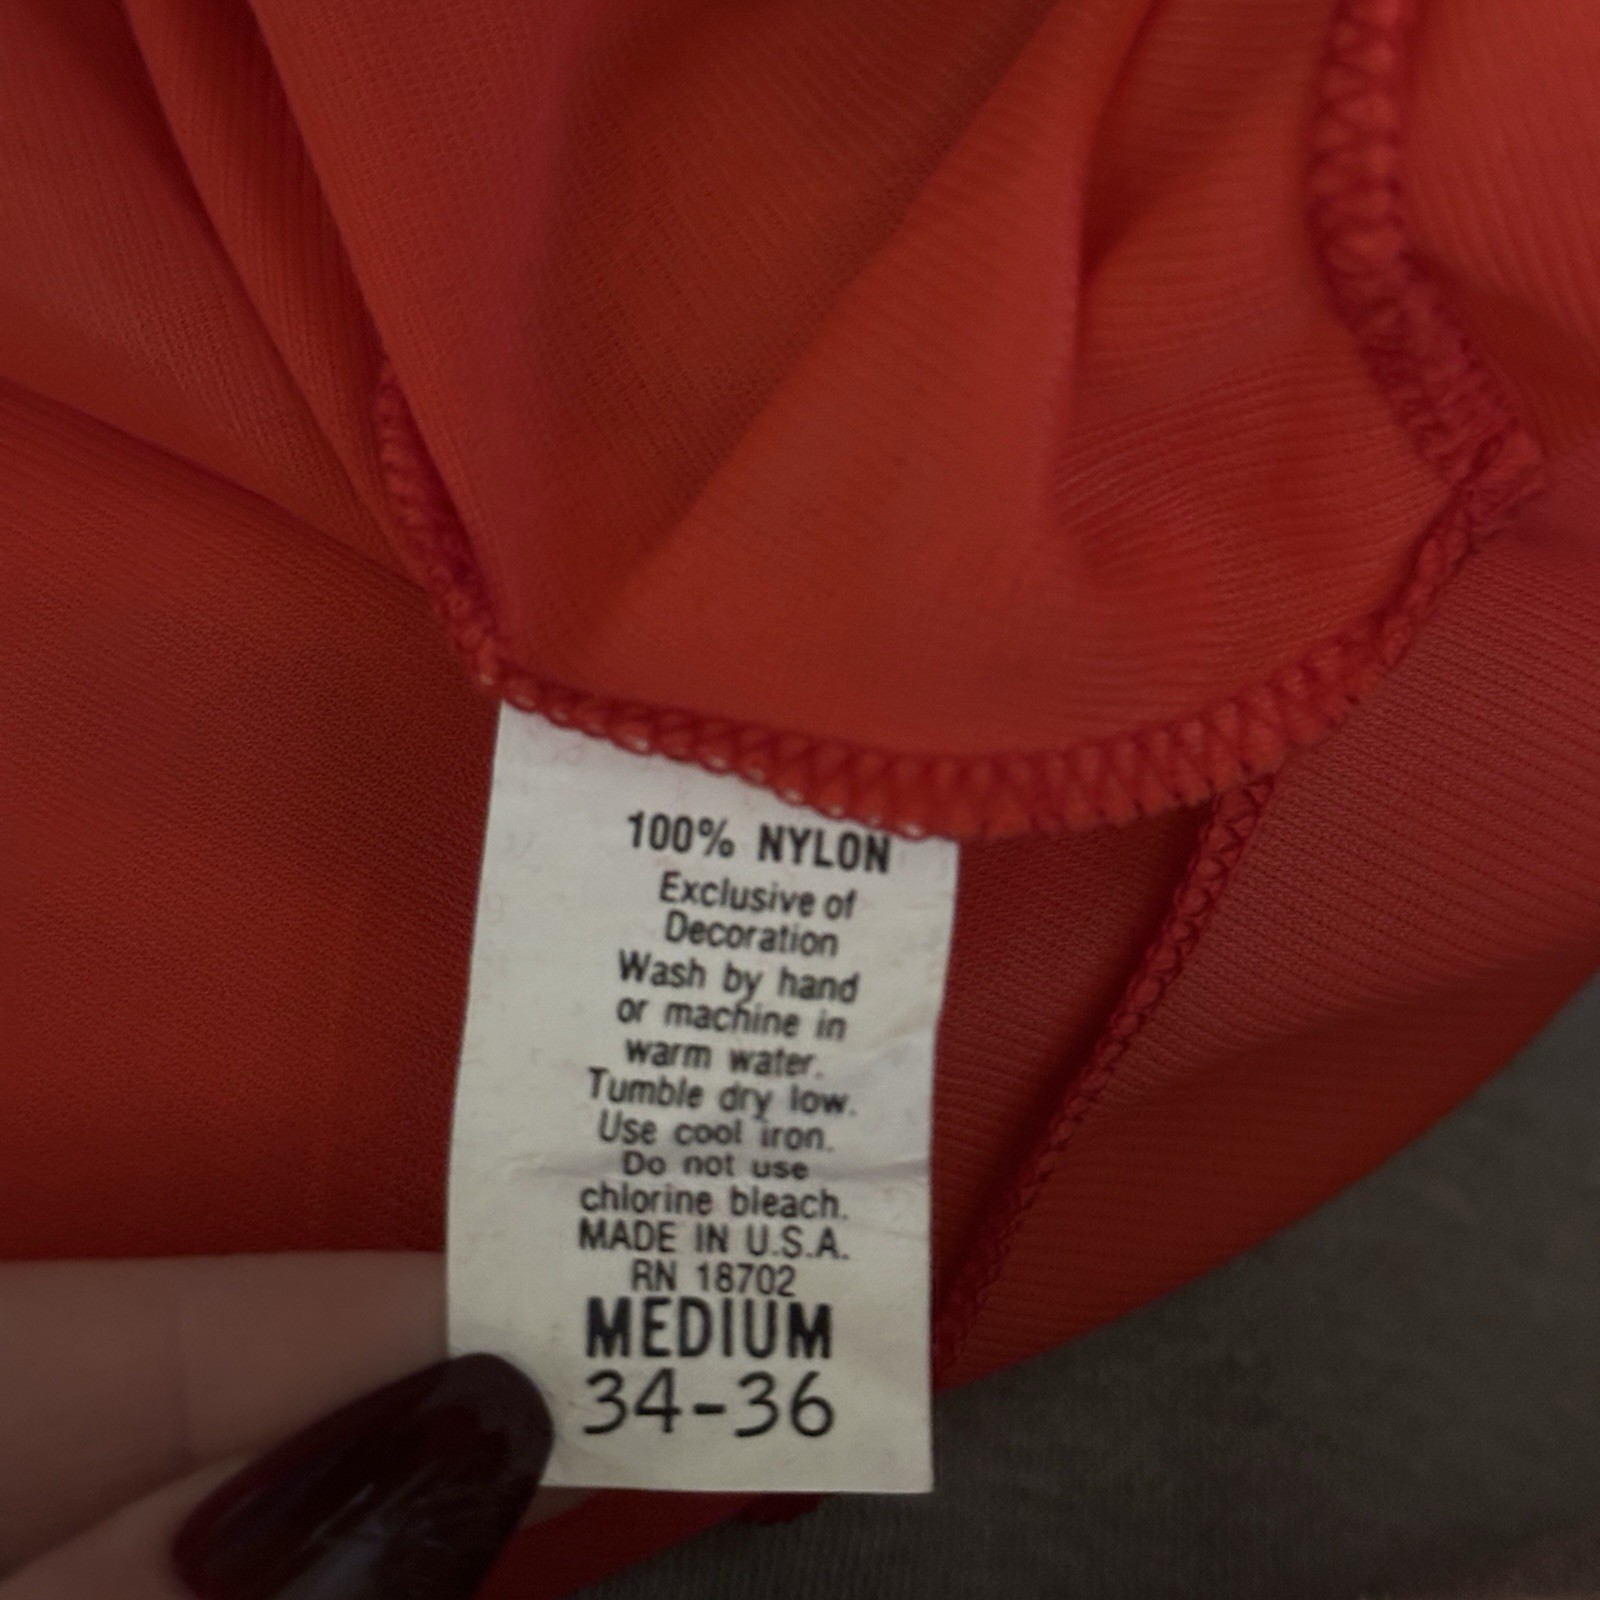 100% NYLON
Exclusive of
Decoration
Wash by hand
or machine in
warm water.
Tumble dry low.
Use cool iron.
Do not use
chlorine bleach.
MADE IN U.S.A.
RN 18702
MEDIUM
34-36